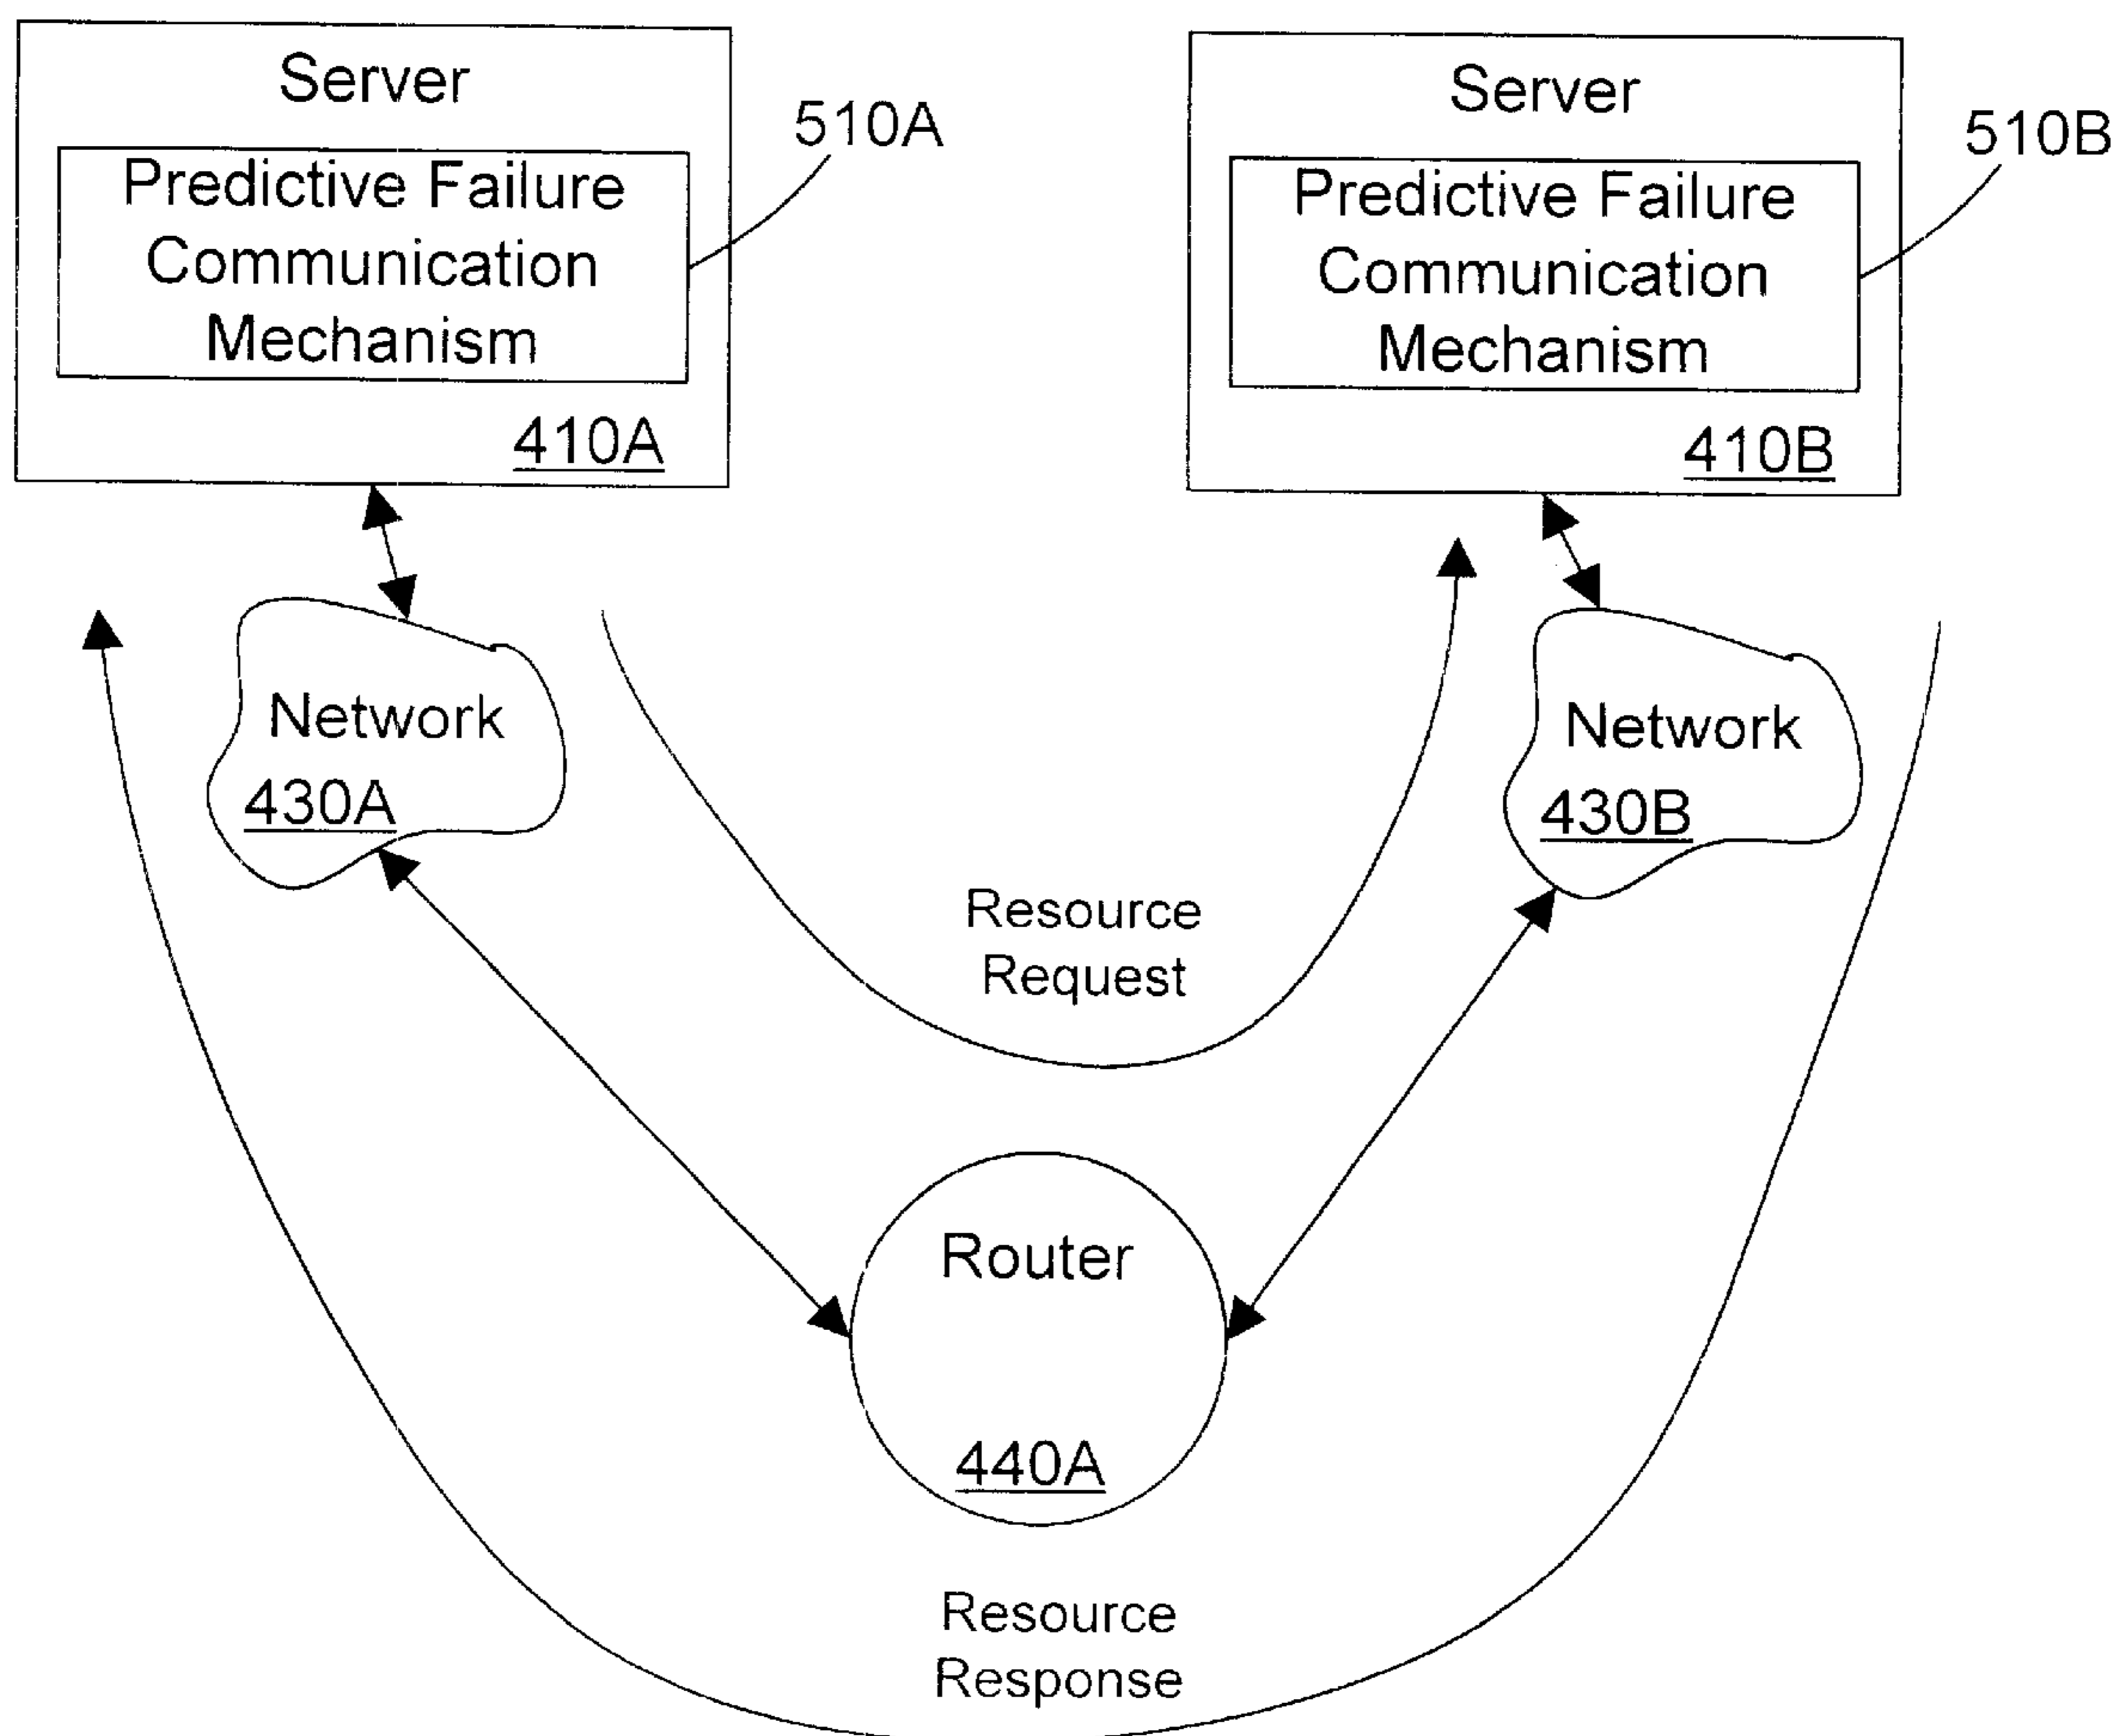 Server
Predictive Failure
Communication
Mechanism
410A
510A
Server
Predictive Failure
Communication
Mechanism
410B
510B
Network
430A
Network
430B
Resource
Request
Router
440A
Resource
Response